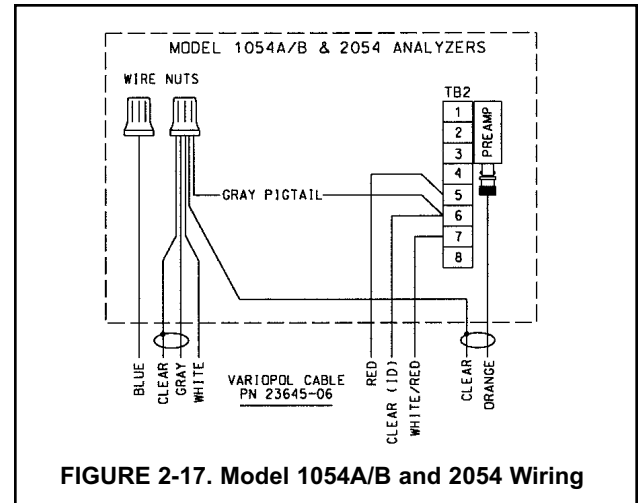 MODEL 1054A/B & 2054 ANALYZERS
WIRE NUTS
TB2
1
2
3
4
5
6
7
8
PREAMP
GRAY PIGTAIL
BLUE
CLEAR
GRAY
WHITE
VARIOPOL CABLE
PN 23645-06
RED
CLEAR (ID)
WHITE/RED
CLEAR
ORANGE
FIGURE 2-17. Model 1054A/B and 2054 Wiring